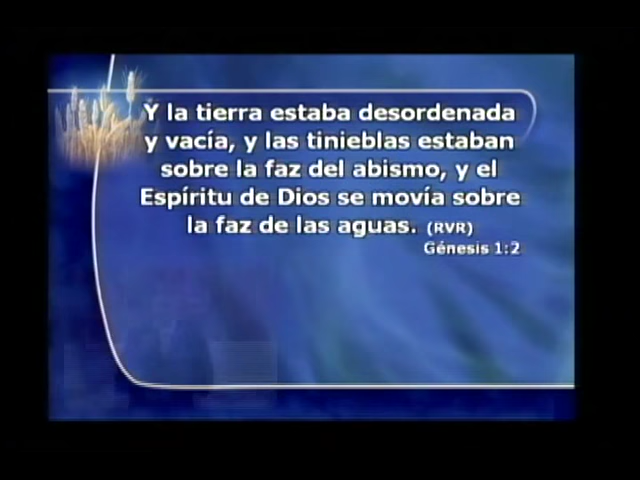 Y la tierra estaba desordenada
y vacía, y las tinieblas estaban
sobre la faz del abismo, y el
Espíritu de Dios se movía sobre
la faz de las aguas. (RVR)
Génesis 1:2